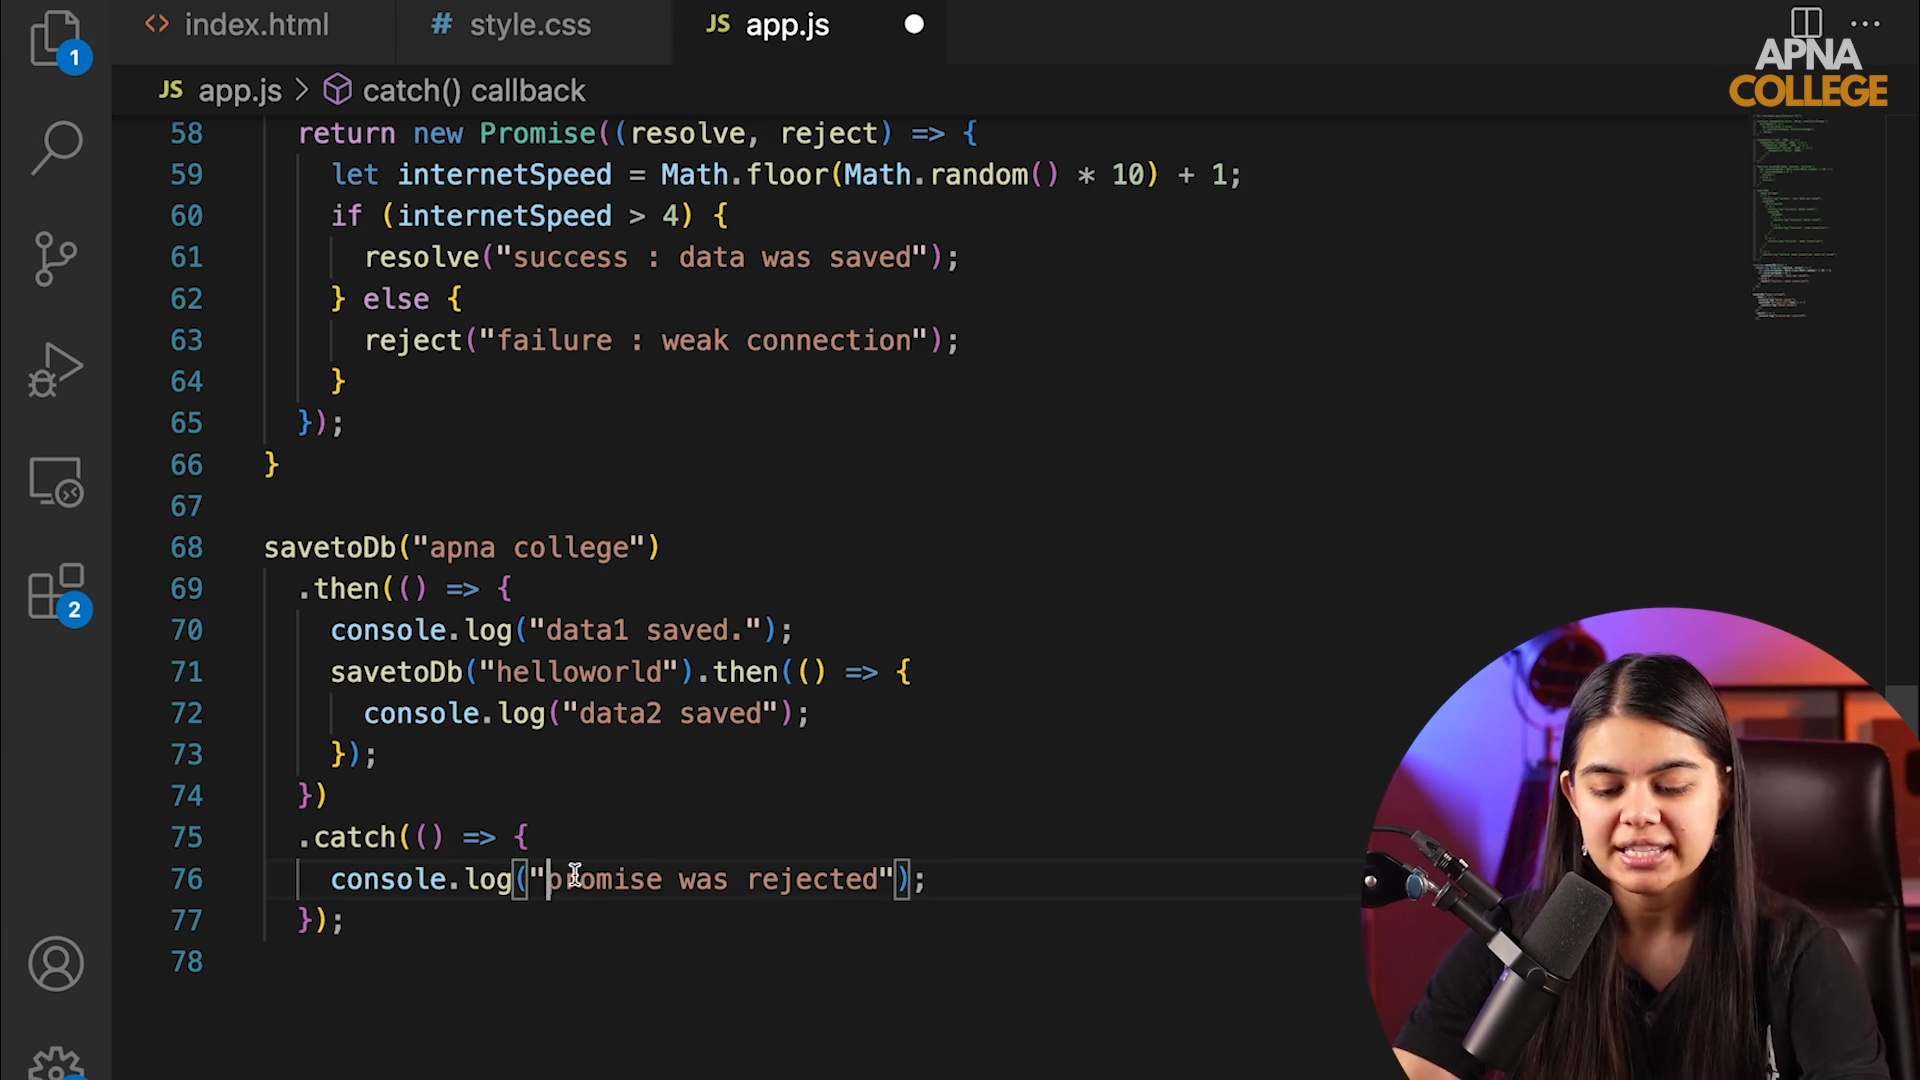 index.html
style.css
app.js
APNA
COLLEGE
1
JS app.js > catch() callback
58 return new Promise((resolve, reject) => {
59 let internetSpeed = Math.floor(Math.random() * 10) + 1;
60 if (internetSpeed > 4) {
61 resolve("success : data was saved");
62 } else {
63 reject("failure : weak connection");
64 }
65 });
66 }
67
68 savetoDb("apna college")
69 .then(() => {
70 console.log("data1 saved.");
71 savetoDb("helloworld").then(() => {
72 console.log("data2 saved");
73 });
74 })
75 .catch(() => {
76 console.log("promise was rejected");
77 });
78
2